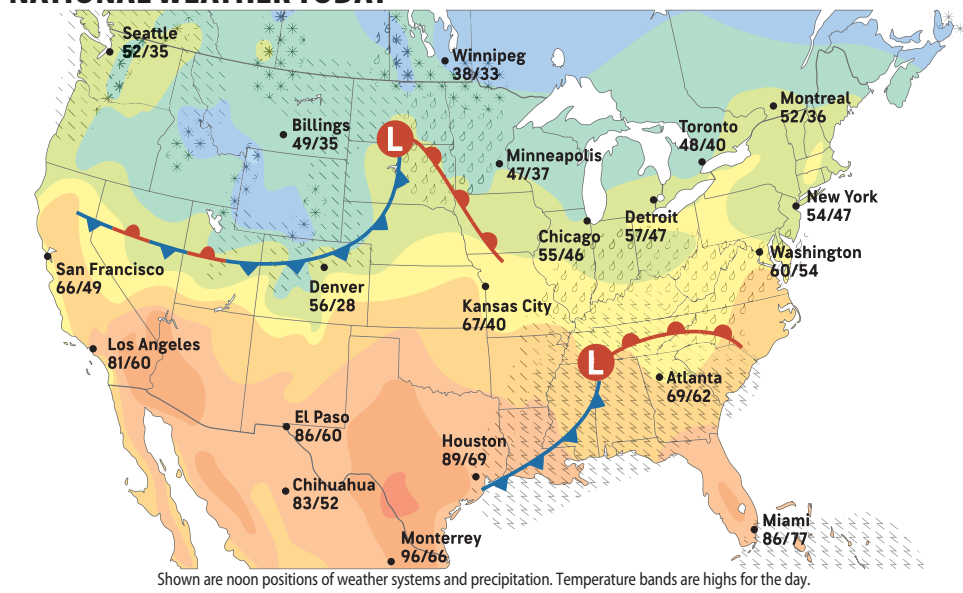 NATIONAL WEATHER TODAY
Seattle
52/35
Winnipeg
38/33
Billings
49/35
L
Minneapolis
47/37
Montreal
52/36
Toronto
48/40
New York
54/47
Detroit
57/47
Chicago
55/46
Washington
60/54
San Francisco
66/49
Denver
56/28
Kansas City
67/40
Los Angeles
81/60
L
Atlanta
69/62
El Paso
86/60
Houston
89/69
Chihuahua
83/52
Monterrey
96/66
Miami
86/77
Shown are noon positions of weather systems and precipitation. Temperature bands are highs for the day.